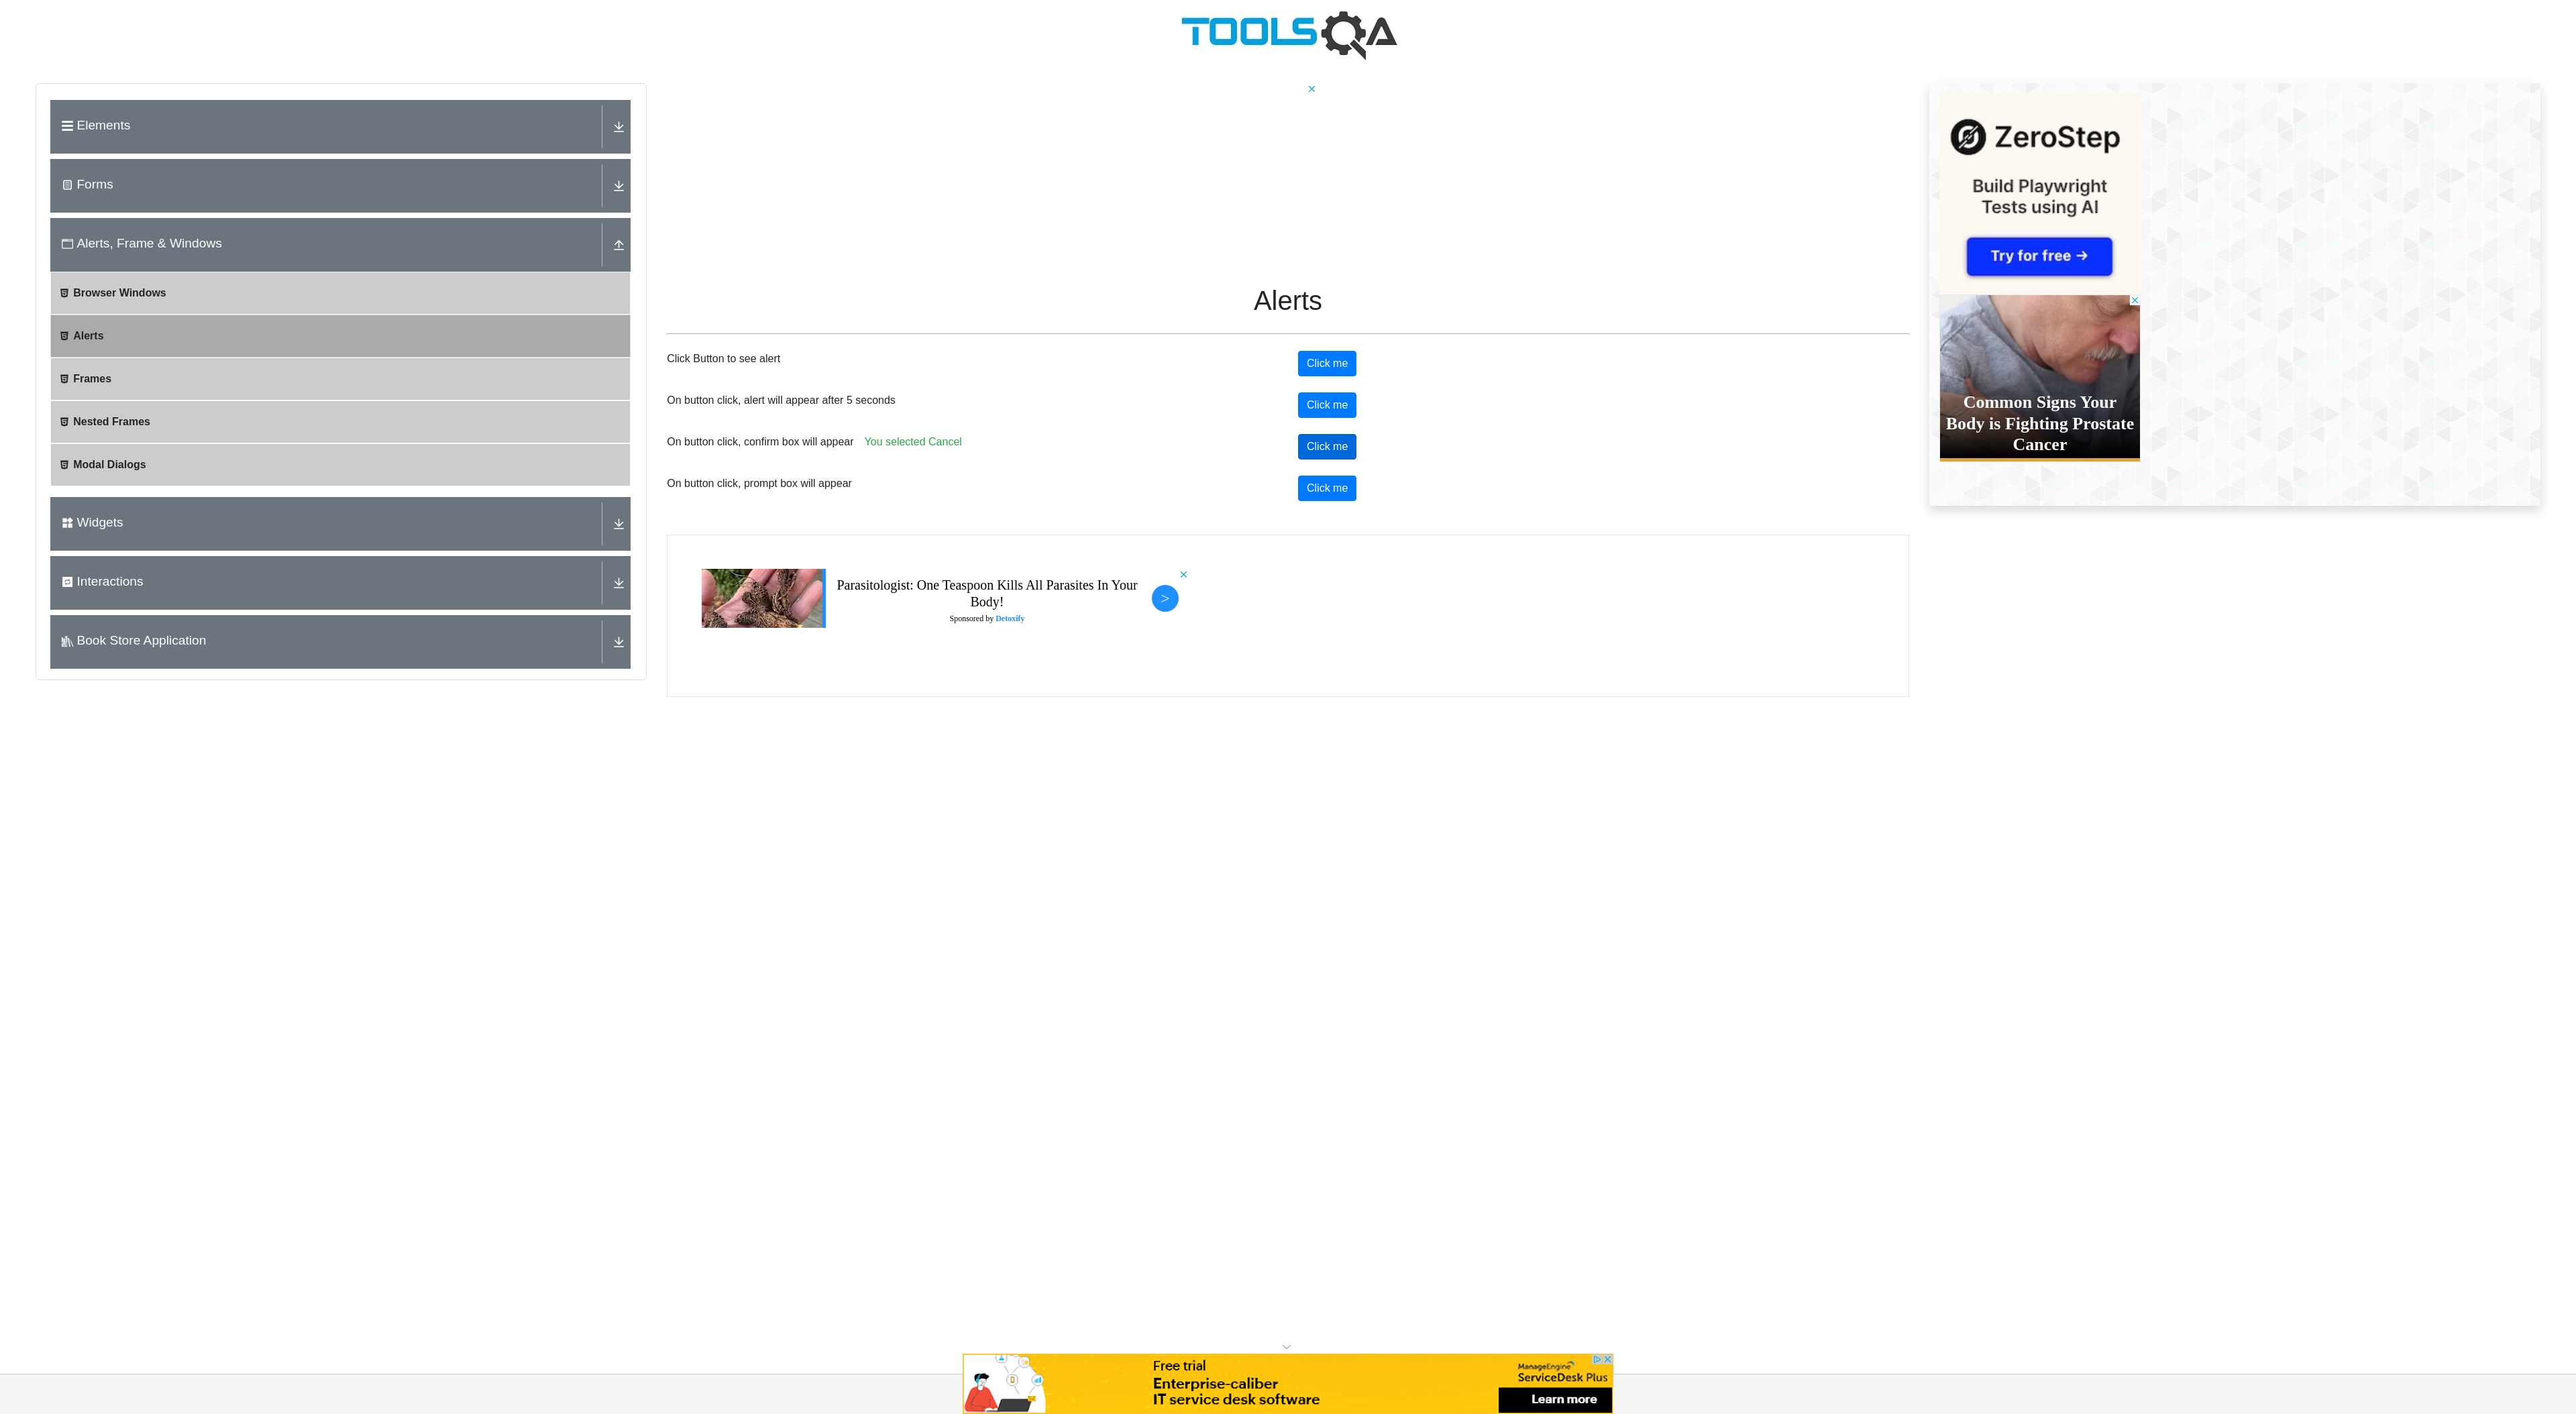 TOOLSQA
Elements
Forms
Alerts, Frame & Windows
Browser Windows
Alerts
Frames
Nested Frames
Modal Dialogs
Widgets
Interactions
Book Store Application
Alerts
Click Button to see alert
Click me
On button click, alert will appear after 5 seconds
Click me
On button click, confirm box will appear You selected Cancel
Click me
On button click, prompt box will appear
Click me
Parasitologist: One Teaspoon Kills All Parasites In Your
Body!
Sponsored by Detoxify
>
ZeroStep
Build Playwright
Tests using AI
Try for free →
Common Signs Your
Body is Fighting Prostate
Cancer
Free trial
Enterprise-caliber
IT service desk software
ManageEngine
ServiceDesk Plus
Learn more